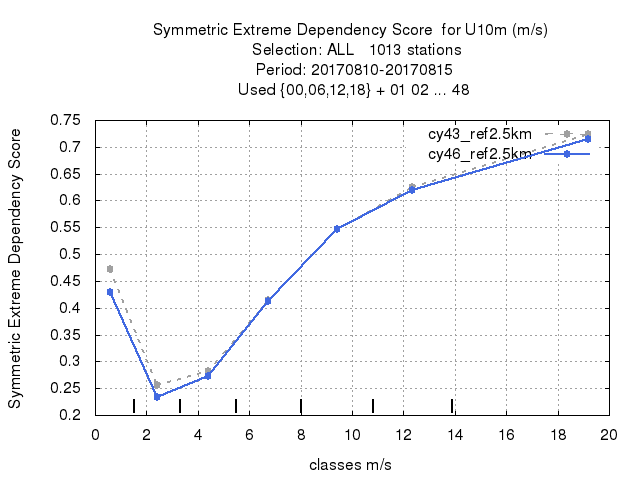 Symmetric Extreme Dependency Score  for U10m (m/s)
Selection: ALL   1013 stations
Period: 20170810-20170815
Used {00,06,12,18} + 01 02 ... 48
Symmetric Extreme Dependency Score
0.75
0.7
0.65
0.6
0.55
0.5
0.45
0.4
0.35
0.3
0.25
0.2
cy43_ref2.5km
cy46_ref2.5km
0 2 4 6 8 10 12 14 16 18 20
classes m/s